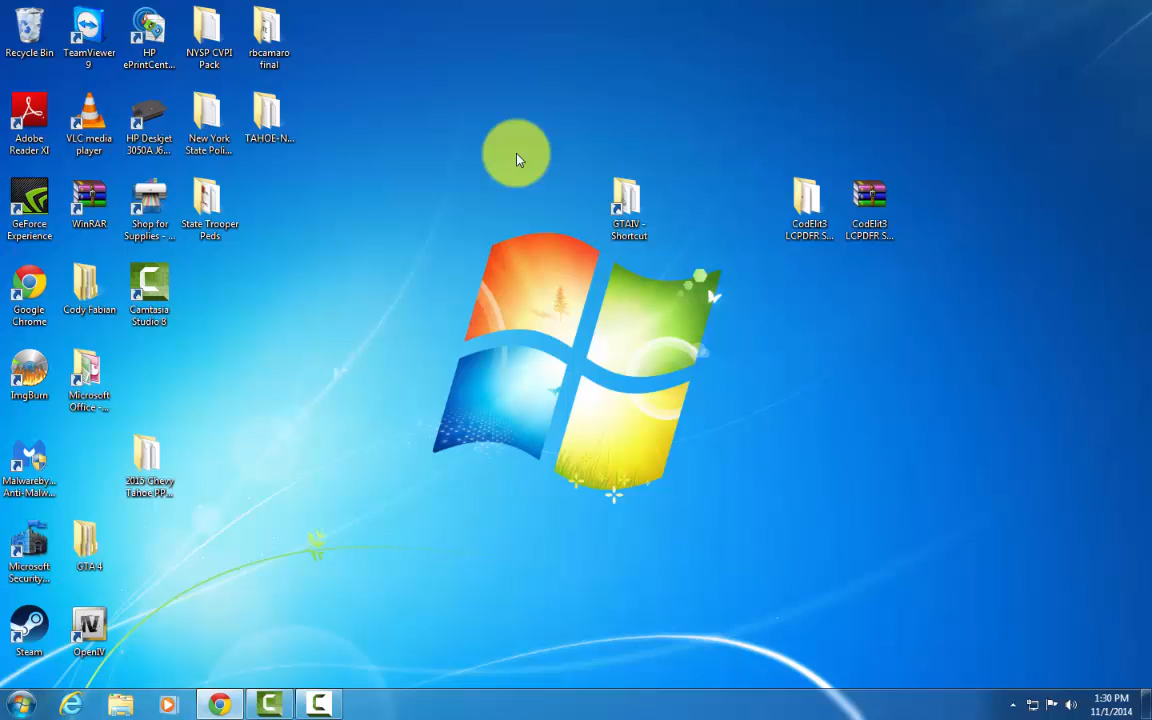 Recycle Bin
TeamViewer
9
HP
ePrintCent...
NYSP CVPI
Pack
rbcamaro
final
Adobe
Reader XI
VLC media
player
HP Deskjet
3050A J6...
New York
State Poli...
TAHOE-N...
GeForce
Experience
WinRAR
Shop for
Supplies - ...
State Trooper
Peds
GTAIV -
Shortcut
CodElit3
LCPDFR S...
CodElit3
LCPDFR S...
Google
Chrome
Cody Fabian
Camtasia
Studio 8
ImgBurn
Microsoft
Office - ...
Malwareby...
Anti-Malw...
2015 Chevy
Tahoe PP...
Microsoft
Security...
GTA 4
Steam
IV
OpenIV
1:30 PM
11/1/2014